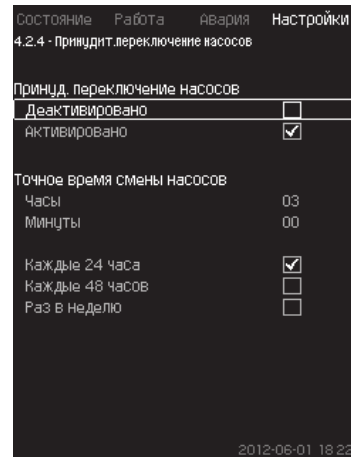 Состояние Работа Авария Настройки
4.2.4 - Принудит.переключение насосов
Принуд. переключение насосов
Деактивировано
Активировано
Точное время смены насосов
Часы 03
Минуты 00
Каждые 24 часа
Каждые 48 часов
Раз в неделю
2012-06-01 18:22